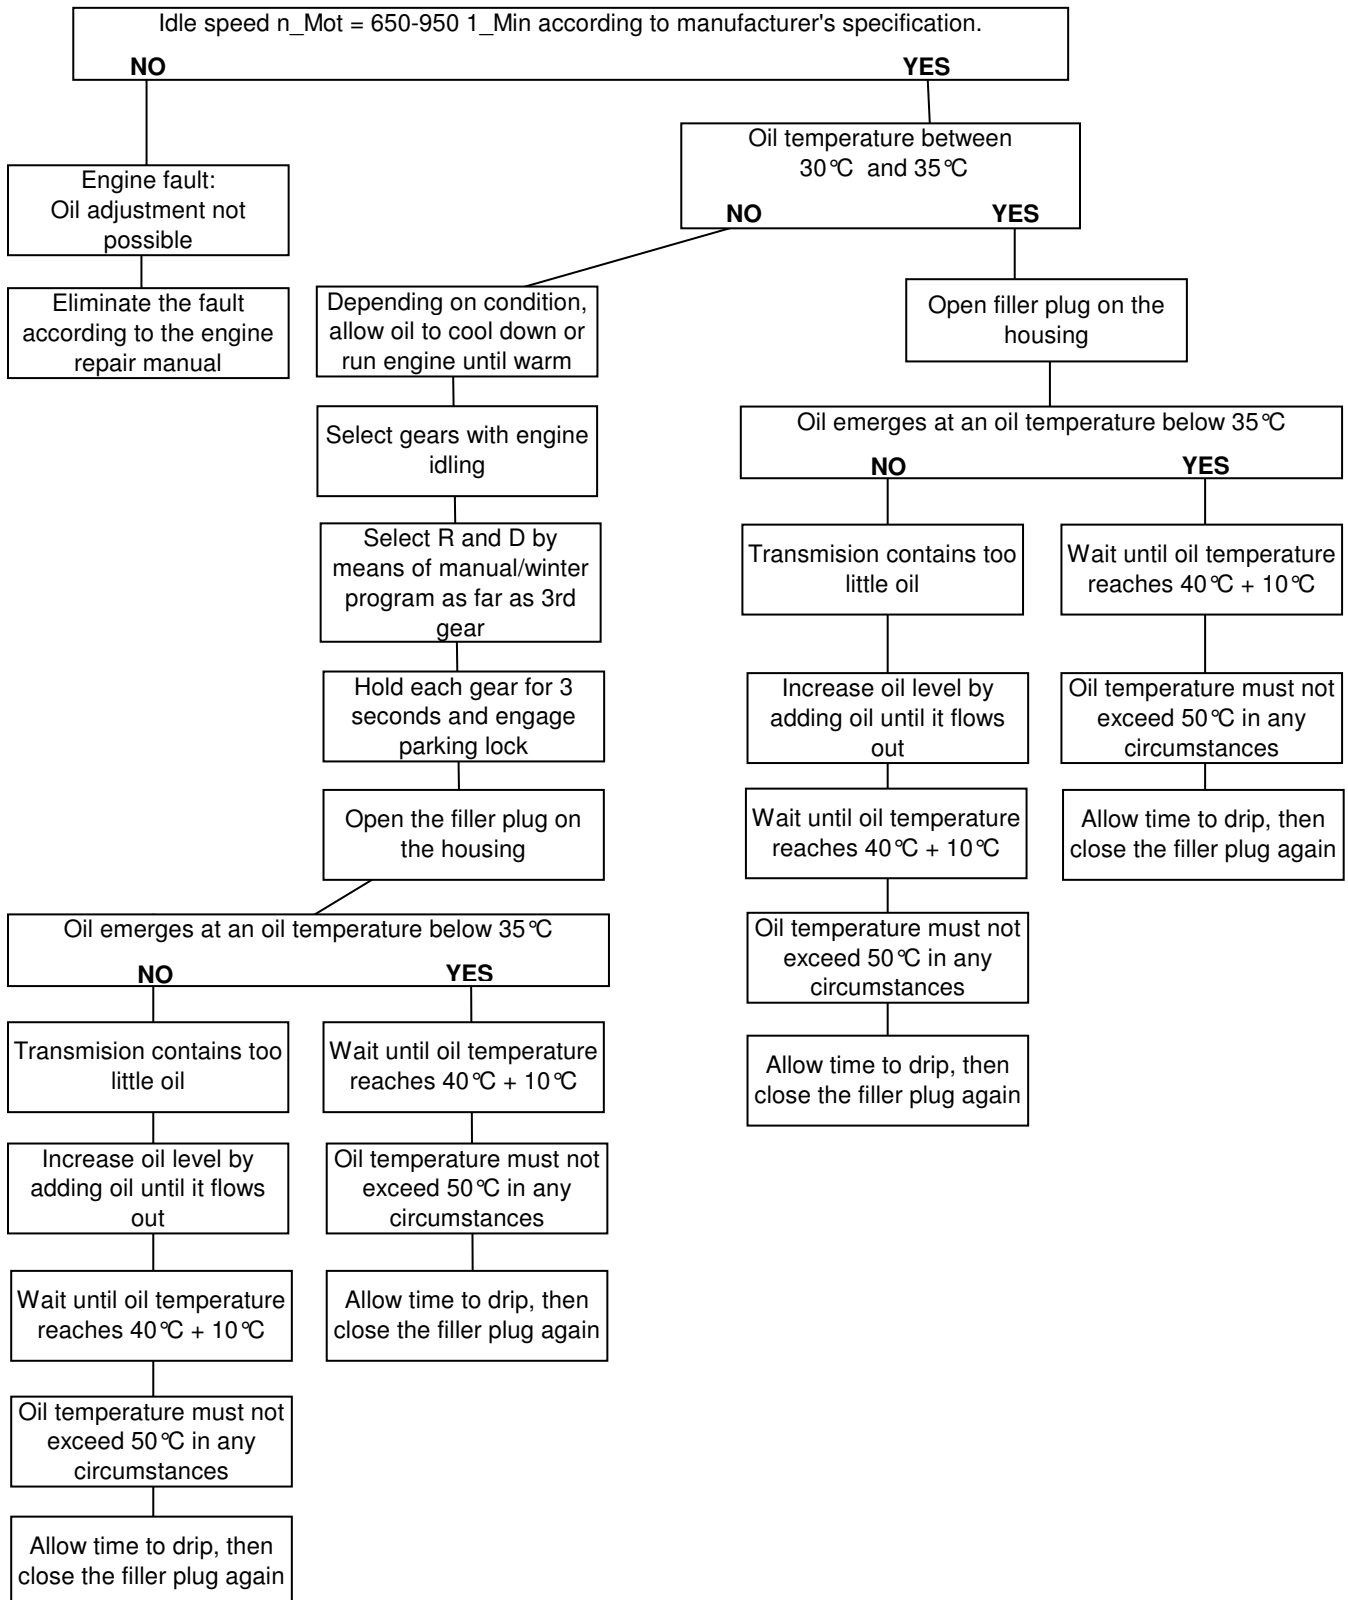 Idle speed n_Mot = 650-950 1_Min according to manufacturer's specification.
NO YES
Engine fault:
Oil adjustment not
possible
Eliminate the fault
according to the engine
repair manual
Oil temperature between
30°C and 35°C
NO YES
Depending on condition,
allow oil to cool down or
run engine until warm
Select gears with engine
idling
Select R and D by
means of manual/winter
program as far as 3rd
gear
Hold each gear for 3
seconds and engage
parking lock
Open the filler plug on
the housing
Oil emerges at an oil temperature below 35°C
NO YES
Transmision contains too
little oil
Increase oil level by
adding oil until it flows
out
Wait until oil temperature
reaches 40°C + 10°C
Oil temperature must not
exceed 50°C in any
circumstances
Allow time to drip, then
close the filler plug again
Wait until oil temperature
reaches 40°C + 10°C
Oil temperature must not
exceed 50°C in any
circumstances
Allow time to drip, then
close the filler plug again
Open filler plug on the
housing
Oil emerges at an oil temperature below 35°C
NO YES
Transmision contains too
little oil
Increase oil level by
adding oil until it flows
out
Wait until oil temperature
reaches 40°C + 10°C
Oil temperature must not
exceed 50°C in any
circumstances
Allow time to drip, then
close the filler plug again
Wait until oil temperature
reaches 40°C + 10°C
Oil temperature must not
exceed 50°C in any
circumstances
Allow time to drip, then
close the filler plug again